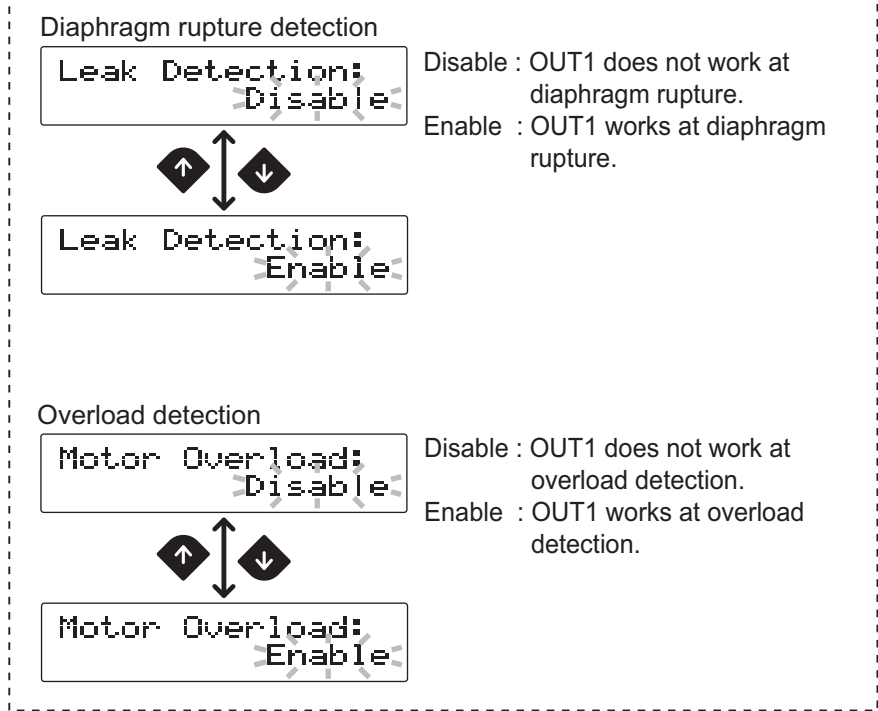 Diaphragm rupture detection
Leak Detection:
Disable
Disable : OUT1 does not work at
diaphragm rupture.
Enable : OUT1 works at diaphragm
rupture.
Leak Detection:
Enable
Overload detection
Motor Overload:
Disable
Disable : OUT1 does not work at
overload detection.
Enable : OUT1 works at overload
detection.
Motor Overload:
Enable